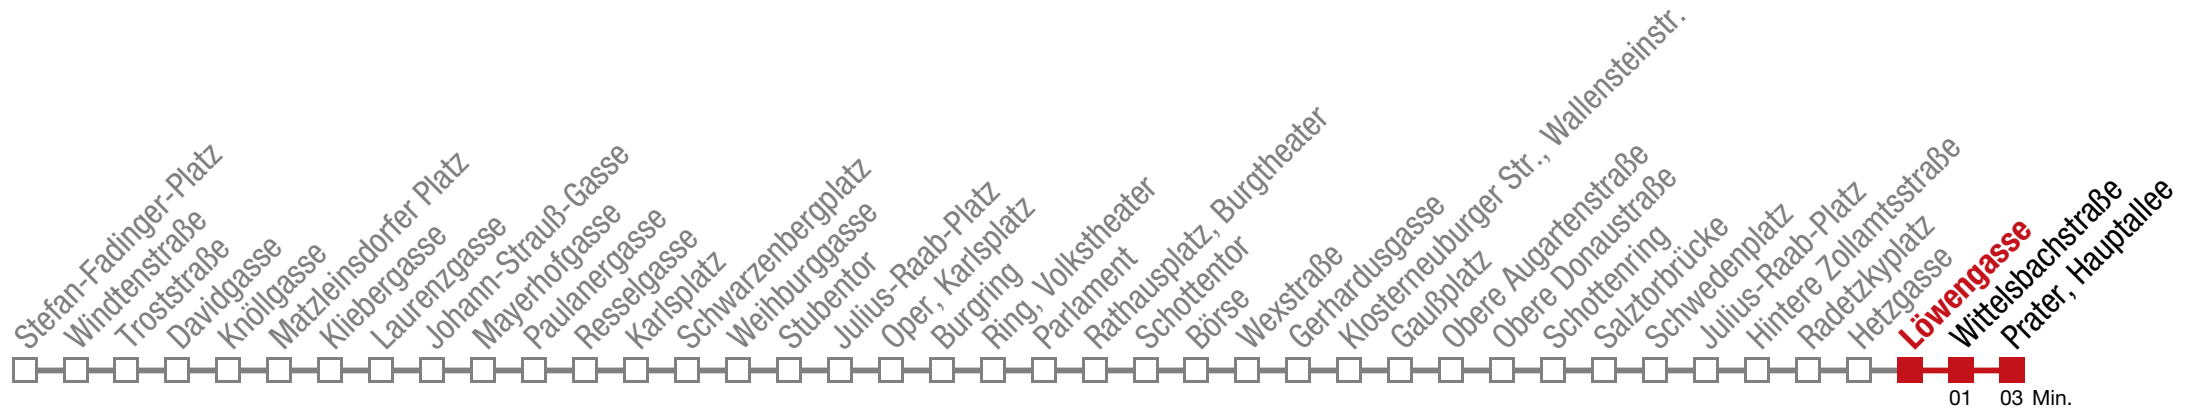 Stefan-Fadinger-Platz
Windtenstraße
Troststraße
Davidgasse
Knöllgasse
Matzleinsdorfer Platz
Kliebergasse
Laurenzgasse
Johann-Strauß-Gasse
Mayerhofgasse
Paulanergasse
Resselgasse
Karlsplatz
Schwarzenbergplatz
Weihburggasse
Stubentor
Julius-Raab-Platz
Oper, Karlsplatz
Burgring
Ring, Volkstheater
Parlament
Rathausplatz, Burgtheater
Schottentor
Börse
Wexstraße
Gerhardusgasse
Klosterneuburger Str., Wallensteinstr.
Gaußplatz
Obere Augartenstraße
Obere Donaustraße
Schottenring
Salztorbrücke
Schwedenplatz
Julius-Raab-Platz
Hintere Zollamtsstraße
Radetzkyplatz
Hetzgasse
Löwengasse
Wittelsbachstraße
Prater, Hauptallee
01 03 Min.